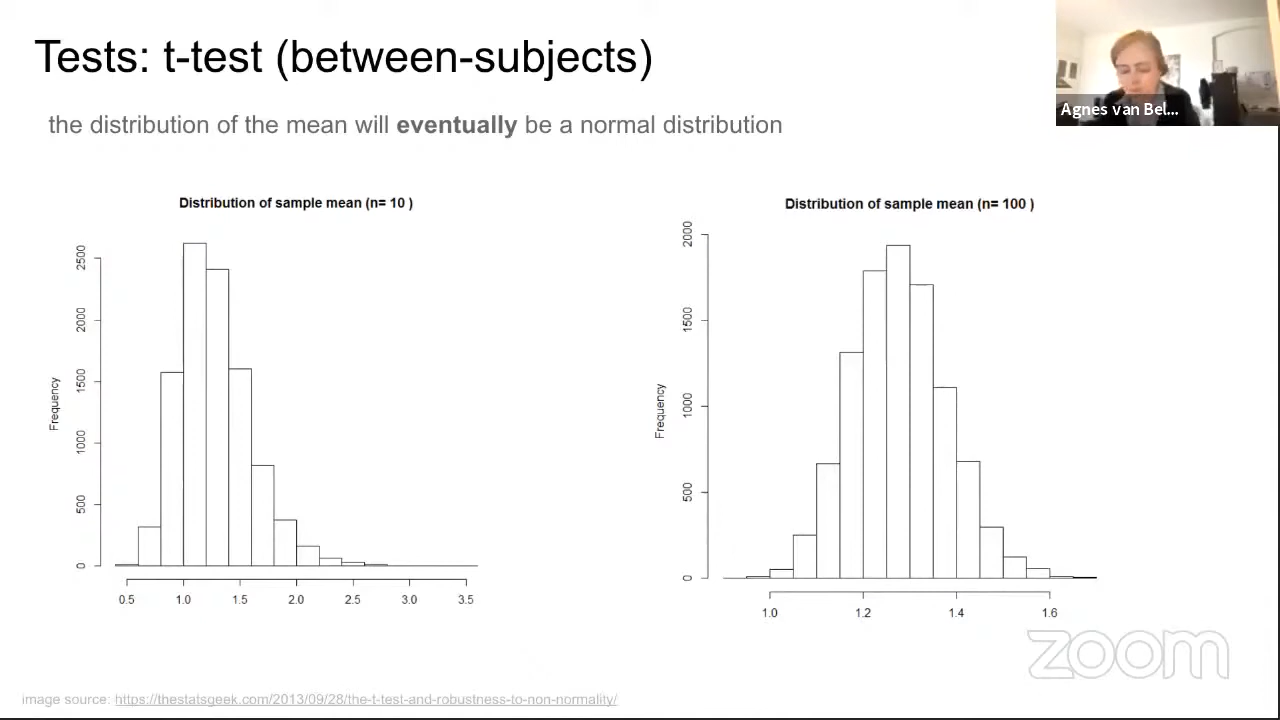 Tests: t-test (between-subjects)
Agnes van Bel...
the distribution of the mean will eventually be a normal distribution
Distribution of sample mean (n= 10 )
Frequency
0
500
1000
1500
2000
2500
0.5 1.0 1.5 2.0 2.5 3.0 3.5
Distribution of sample mean (n= 100 )
Frequency
0
500
1000
1500
2000
1.0 1.2 1.4 1.6
zoom
image source: https://thestatsgeek.com/2013/09/28/the-t-test-and-robustness-to-non-normality/